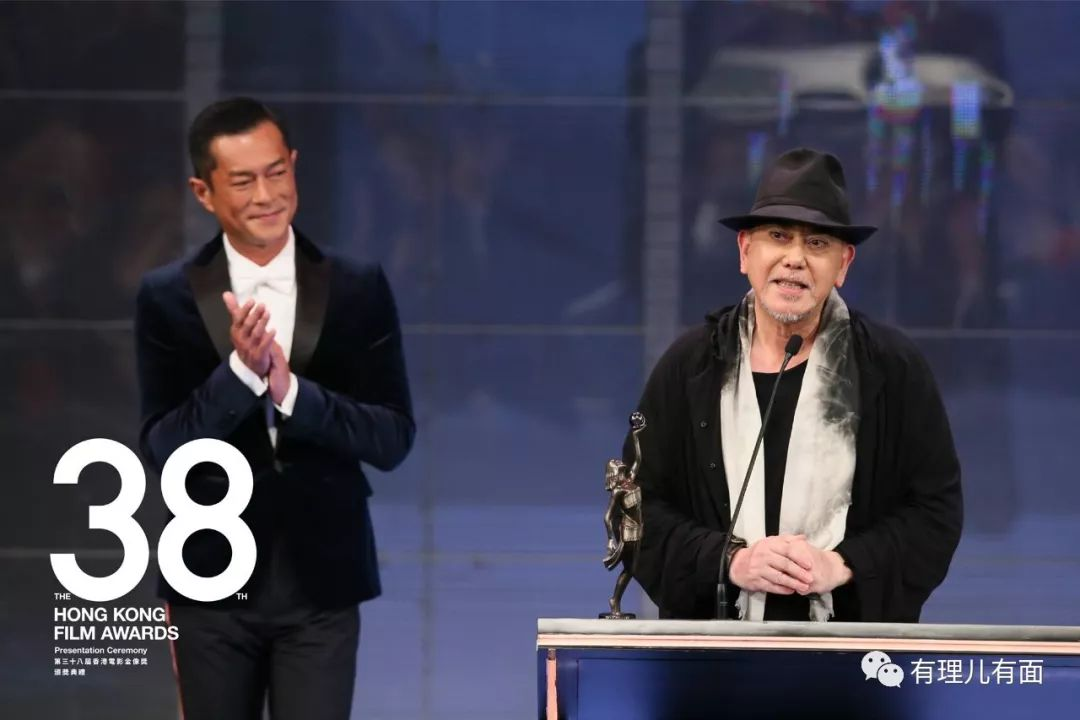 38
THE TH
HONG KONG
FILM AWARDS
Presentation Ceremony
第三十八届香港電影金像獎
頒獎典禮
有理儿有面